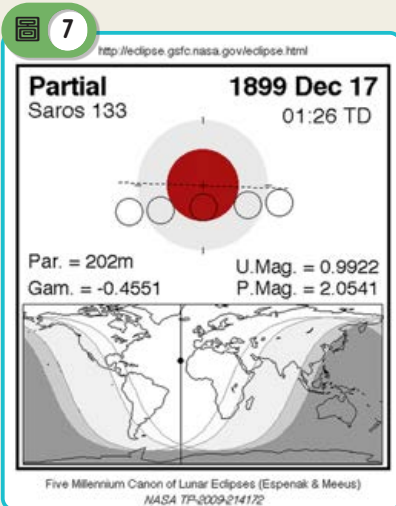 7
http://eclipse.gsfc.nasa.gov/eclipse.html
Partial 1899 Dec 17
Saros 133 01:26 TD
Par. = 202m U.Mag. = 0.9922
Gam. = -0.4551 P.Mag. = 2.0541
Five Millennium Canon of Lunar Eclipses (Espenak & Meeus)
NASA TP-2009-214172